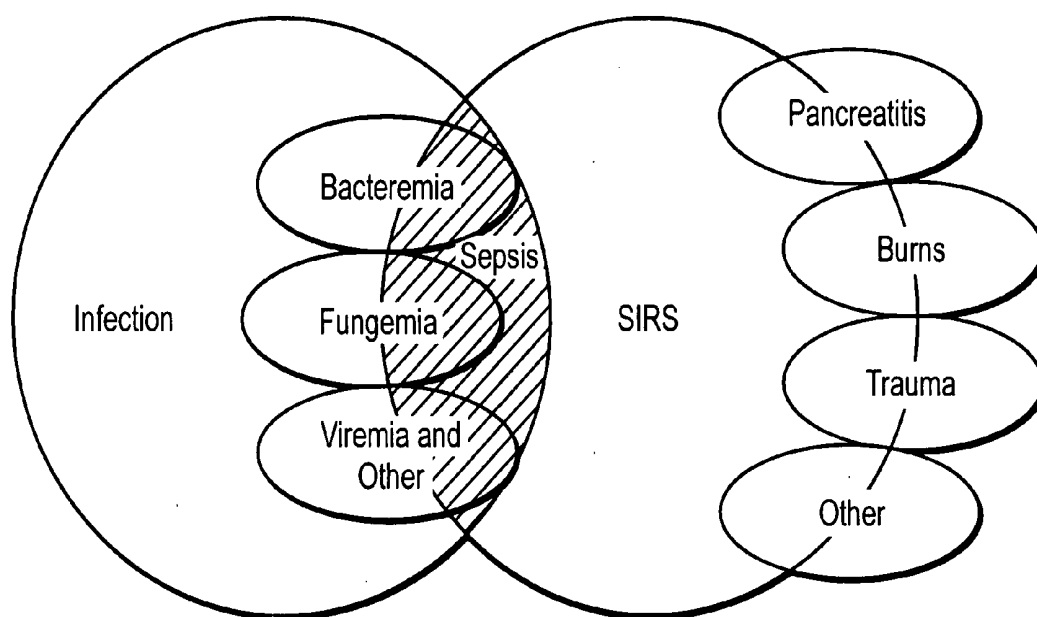 Pancreatitis
Bacteremia
Burns
Sepsis
Infection
Fungemia
SIRS
Trauma
Viremia and
Other
Other